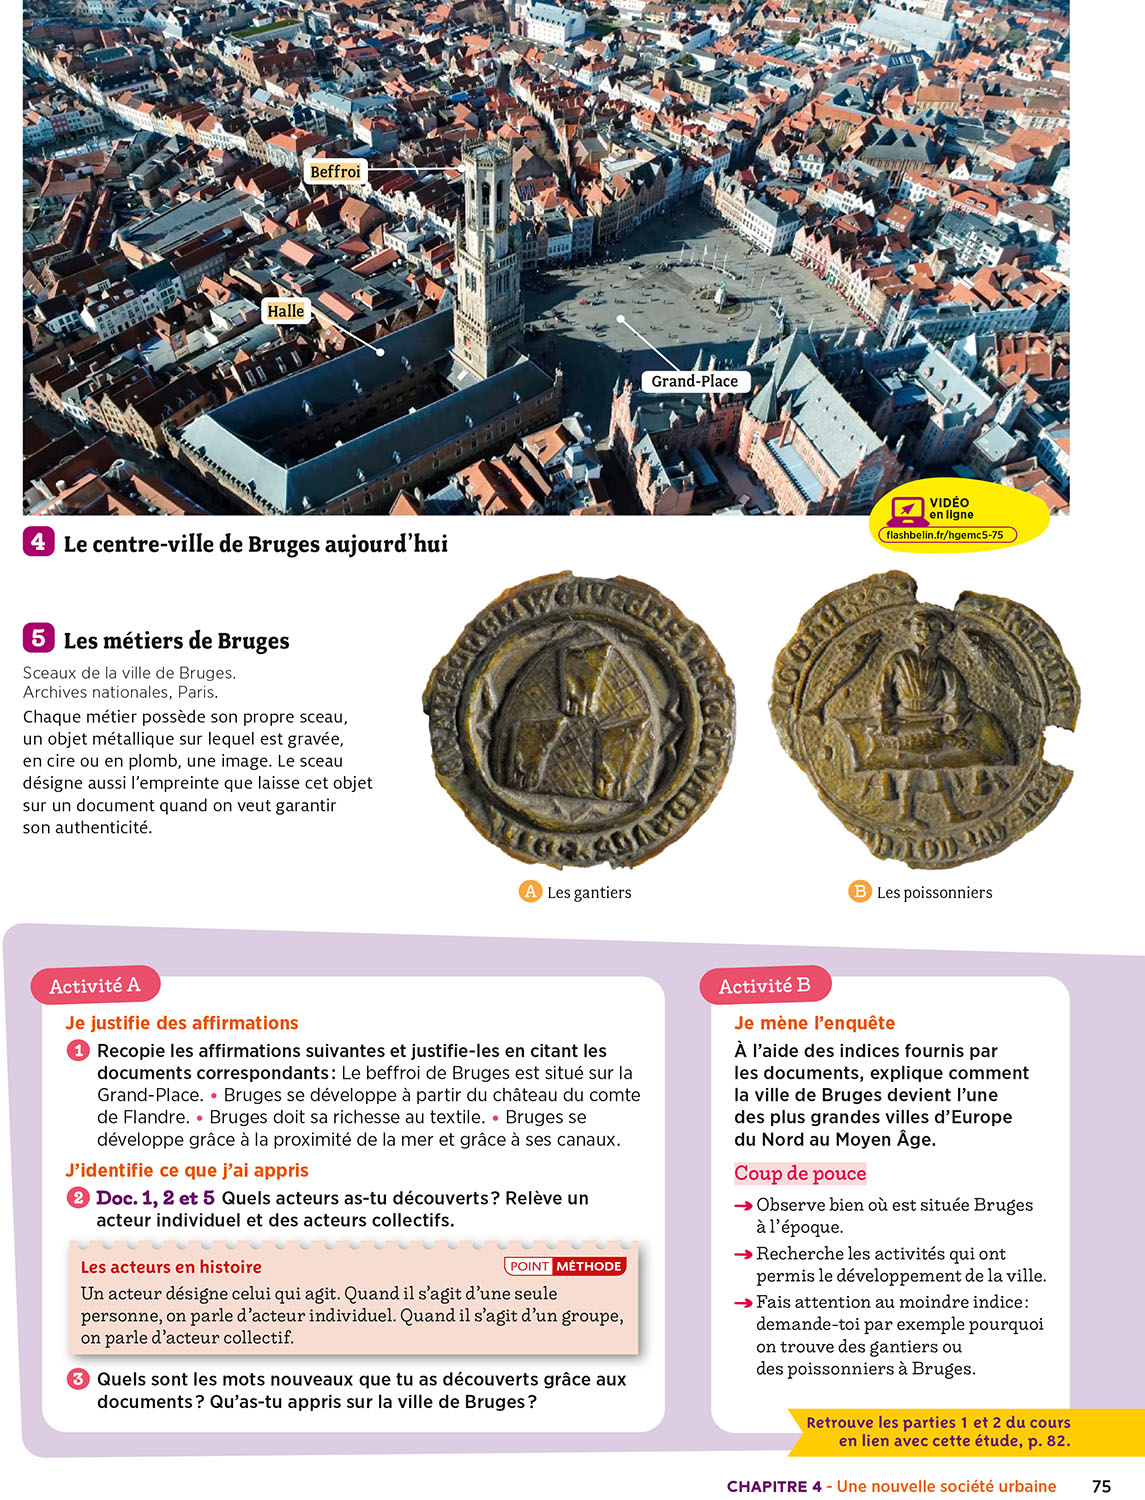 Beffroi
Halle
Grand-Place
VIDÉO
en ligne
flashbelin.fr/hgemc5-75
4 Le centre-ville de Bruges aujourd'hui
5 Les métiers de Bruges
Sceaux de la ville de Bruges.
Archives nationales, Paris.
Chaque métier possède son propre sceau,
un objet métallique sur lequel est gravée,
en cire ou en plomb, une image. Le sceau
désigne aussi l'empreinte que laisse cet objet
sur un document quand on veut garantir
son authenticité.
A Les gantiers
B Les poissonniers
Activité A
Je justifie des affirmations
1 Recopie les affirmations suivantes et justifie-les en citant les
documents correspondants : Le beffroi de Bruges est situé sur la
Grand-Place. • Bruges se développe à partir du château du comte
de Flandre. • Bruges doit sa richesse au textile. • Bruges se
développe grâce à la proximité de la mer et grâce à ses canaux.
J'identifie ce que j'ai appris
2 Doc. 1, 2 et 5 Quels acteurs as-tu découverts ? Relève un
acteur individuel et des acteurs collectifs.
Les acteurs en histoire
POINT MÉTHODE
Un acteur désigne celui qui agit. Quand il s'agit d'une seule
personne, on parle d'acteur individuel. Quand il s'agit d'un groupe,
on parle d'acteur collectif.
3 Quels sont les mots nouveaux que tu as découverts grâce aux
documents ? Qu'as-tu appris sur la ville de Bruges ?
Activité B
Je mène l'enquête
À l'aide des indices fournis par
les documents, explique comment
la ville de Bruges devient l'une
des plus grandes villes d'Europe
du Nord au Moyen Âge.
Coup de pouce
→ Observe bien où est située Bruges
à l'époque.
→ Recherche les activités qui ont
permis le développement de la ville.
→ Fais attention au moindre indice :
demande-toi par exemple pourquoi
on trouve des gantiers ou
des poissonniers à Bruges.
Retrouve les parties 1 et 2 du cours
en lien avec cette étude, p. 82.
CHAPITRE 4 - Une nouvelle société urbaine 75